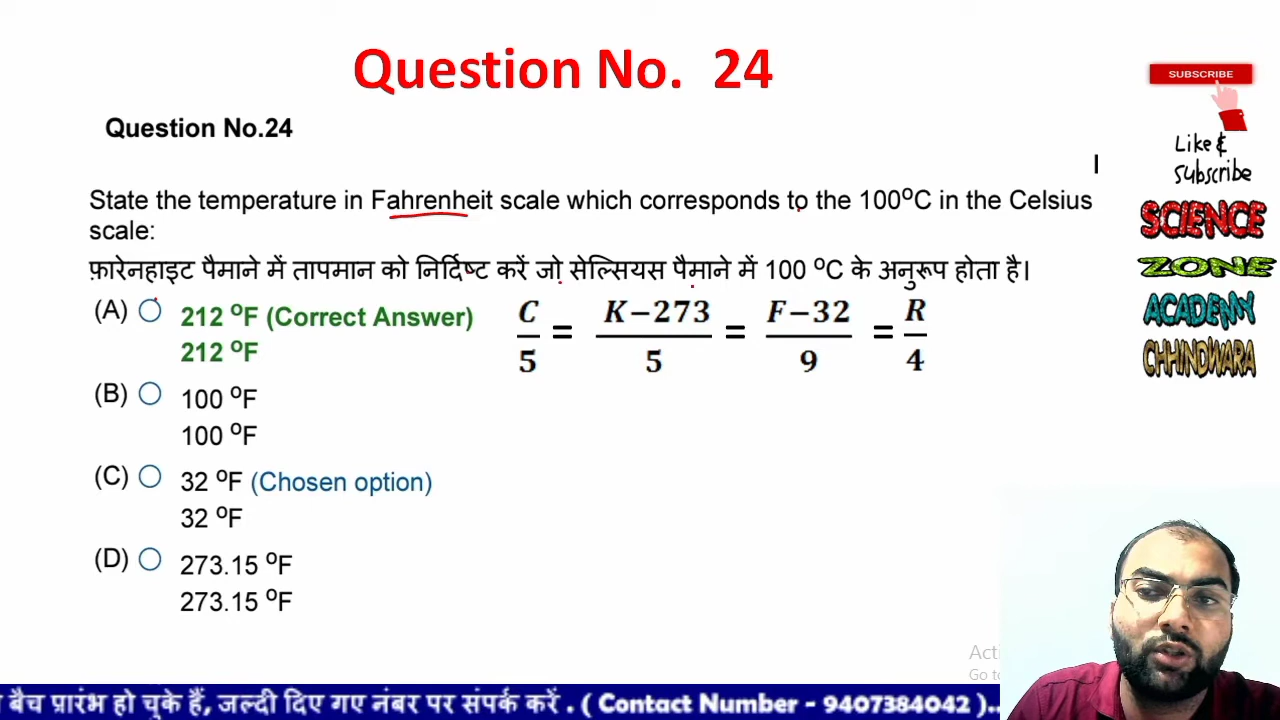 Question No. 24
SUBSCRIBE
Question No.24
Like &
Subscribe
State the temperature in Fahrenheit scale which corresponds to the 100⁰C in the Celsius
scale:
SCIENCE
ZONE
ACADEMY
CHHINDWARA
फ़ारेनहाइट पैमाने में तापमान को निर्दिष्ट करें जो सेल्सियस पैमाने में 100 ⁰C के अनुरूप होता है।
(A) 212 ⁰F (Correct Answer)
212 ⁰F
C/5 = K−273/5 = F−32/9 = R/4
(B) 100 ⁰F
100 ⁰F
(C) 32 ⁰F (Chosen option)
32 ⁰F
(D) 273.15 ⁰F
273.15 ⁰F
Go to
बैच प्रारंभ हो चुके हैं, जल्दी दिए गए नंबर पर संपर्क करें . ( Contact Number - 9407384042 )..